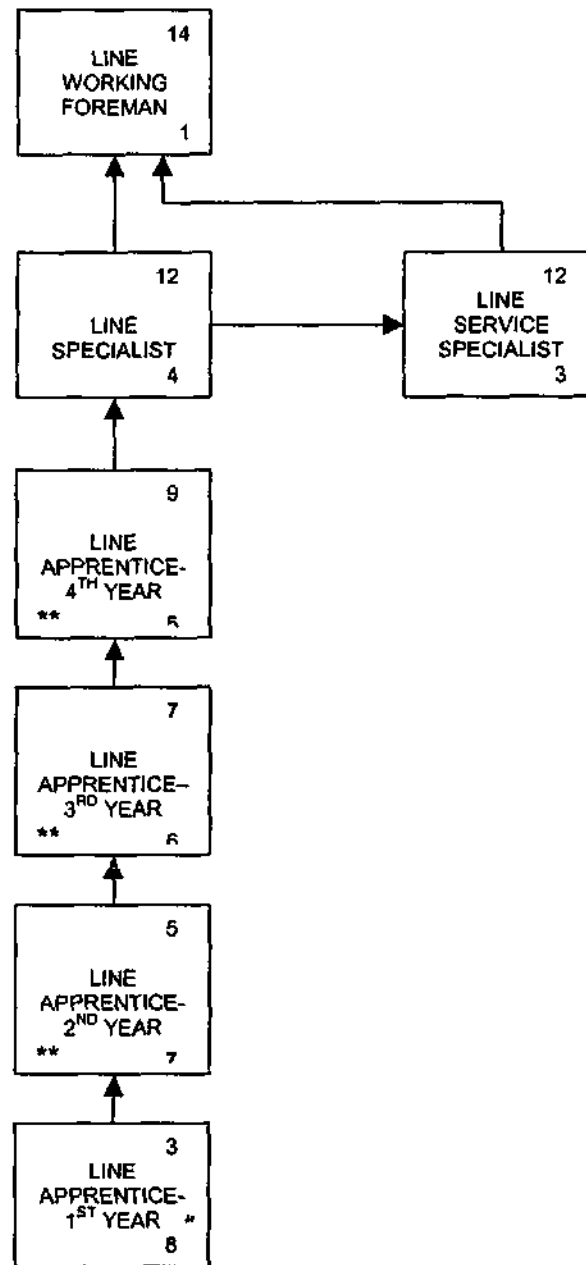 14
LINE
WORKING
FOREMAN
1
12
LINE
SPECIALIST
4
12
LINE
SERVICE
SPECIALIST
3
9
LINE
APPRENTICE-
4TH YEAR
**
5
7
LINE
APPRENTICE–
3RD YEAR
**
6
5
LINE
APPRENTICE-
2ND YEAR
**
7
3
LINE
APPRENTICE-
1ST YEAR
8